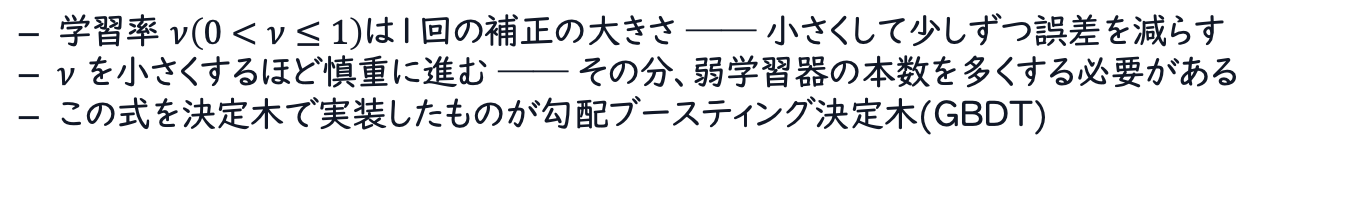 – 学習率 ν(0 < ν ≤ 1)は1回の補正の大きさ ―― 小さくして少しずつ誤差を減らす
– ν を小さくするほど慎重に進む ―― その分、弱学習器の本数を多くする必要がある
– この式を決定木で実装したものが勾配ブースティング決定木(GBDT)